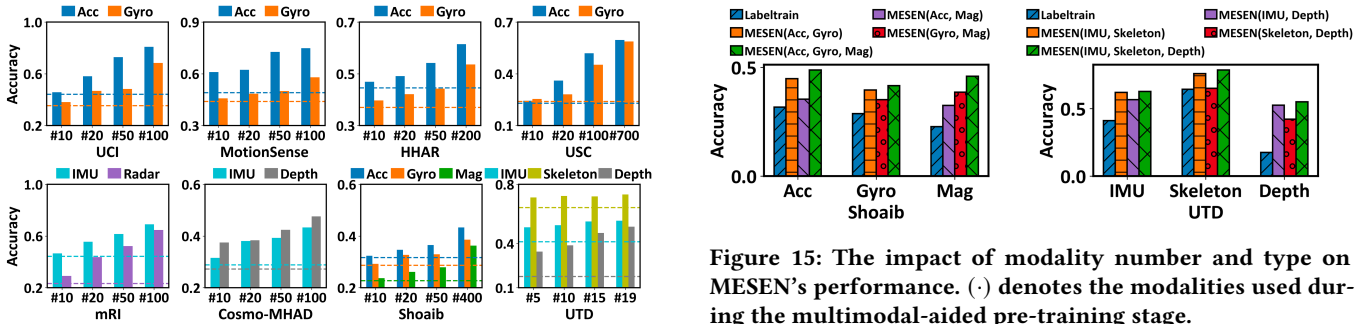 Acc Gyro
Acc Gyro
Acc Gyro
Acc Gyro
Accuracy
1.0
0.6
0.2
#10 #20 #50 #100
UCI
0.9
0.6
0.3
#10 #20 #50 #100
MotionSense
0.7
0.5
0.3
#10 #20 #50 #200
HHAR
0.7
0.4
0.1
#10 #20 #100 #700
USC
IMU Radar
IMU Depth
Acc Gyro Mag
IMU Skeleton Depth
Accuracy
1.0
0.6
0.2
#10 #20 #50 #100
mRI
0.6
0.4
0.2
#10 #20 #50 #100
Cosmo-MHAD
0.6
0.4
0.2
#10 #20 #50 #400
Shoaib
0.8
0.4
0.1
#5 #10 #15 #19
UTD
Labeltrain MESEN(Acc, Mag)
MESEN(Acc, Gyro) MESEN(Gyro, Mag)
MESEN(Acc, Gyro, Mag)
Accuracy
0.5
0.0
Acc Gyro Mag
Shoaib
Labeltrain MESEN(IMU, Depth)
MESEN(IMU, Skeleton) MESEN(Skeleton, Depth)
MESEN(IMU, Skeleton, Depth)
Accuracy
0.5
0.0
IMU Skeleton Depth
UTD
Figure 15: The impact of modality number and type on
MESEN's performance. (·) denotes the modalities used dur-
ing the multimodal-aided pre-training stage.